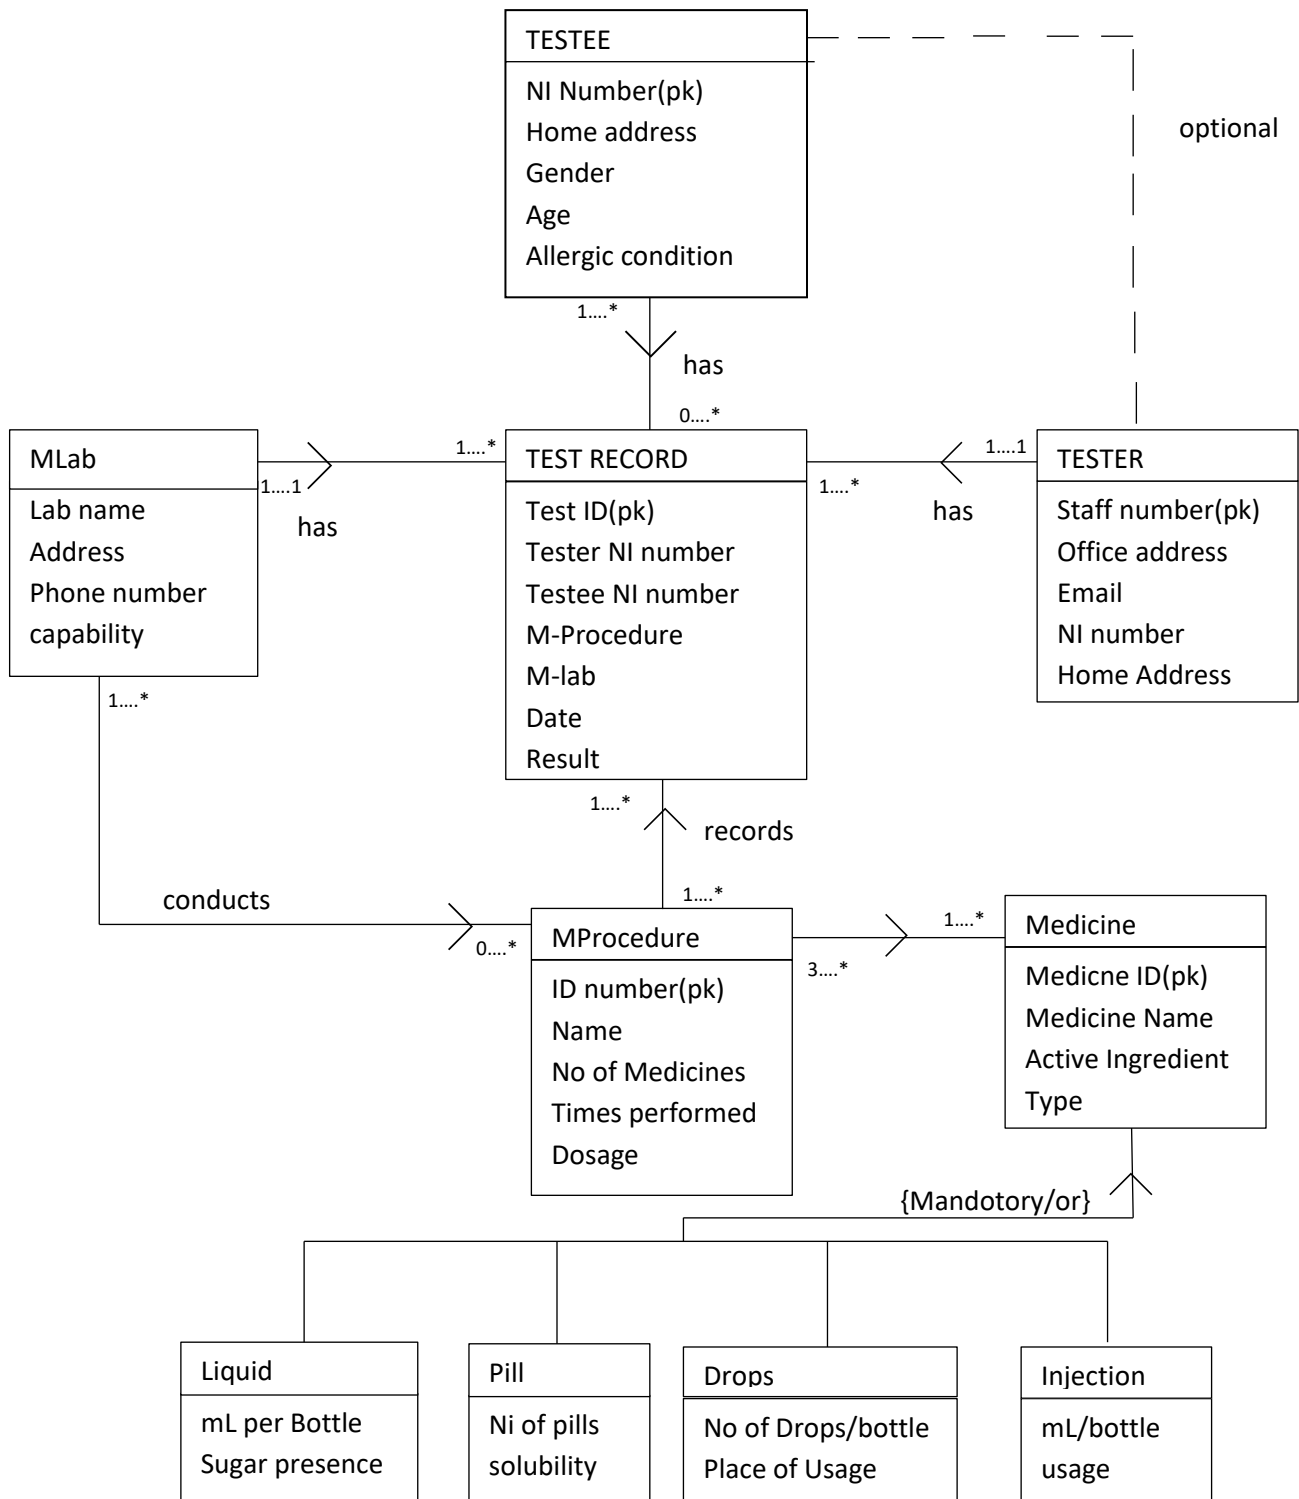 TESTEE
NI Number(pk)
Home address
Gender
Age
Allergic condition
optional
1....*
has
0....*
MLab
Lab name
Address
Phone number
capability
1....1
has
1....*
1....*
TEST RECORD
Test ID(pk)
Tester NI number
Testee NI number
M-Procedure
M-lab
Date
Result
1....*
has
1....1
TESTER
Staff number(pk)
Office address
Email
NI number
Home Address
1....*
records
1....*
conducts
0....*
MProcedure
ID number(pk)
Name
No of Medicines
Times performed
Dosage
3....*
1....*
Medicine
Medicne ID(pk)
Medicine Name
Active Ingredient
Type
{Mandotory/or}
Liquid
mL per Bottle
Sugar presence
Pill
Ni of pills
solubility
Drops
No of Drops/bottle
Place of Usage
Injection
mL/bottle
usage